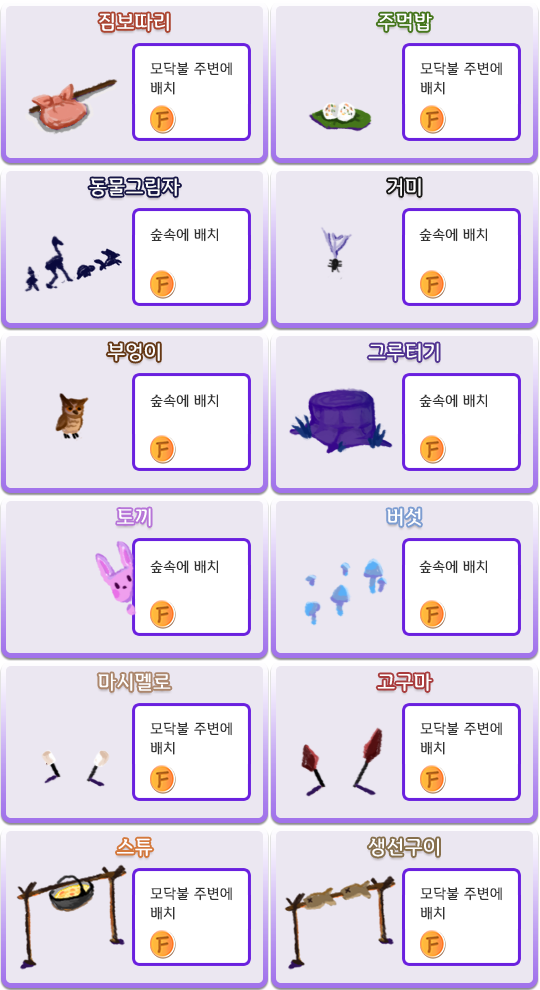 짐보따리
모닥불 주변에
배치
F
주먹밥
모닥불 주변에
배치
F
동물그림자
숲속에 배치
F
거미
숲속에 배치
F
부엉이
숲속에 배치
F
그루터기
숲속에 배치
F
토끼
숲속에 배치
F
버섯
숲속에 배치
F
마시멜로
모닥불 주변에
배치
F
고구마
모닥불 주변에
배치
F
스튜
모닥불 주변에
배치
F
생선구이
모닥불 주변에
배치
F